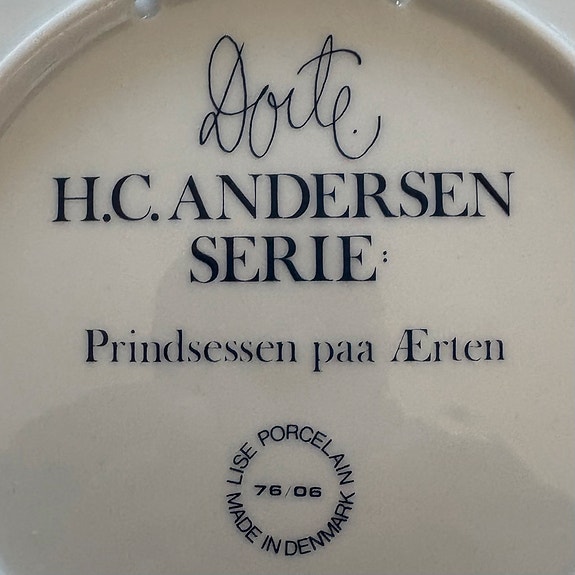 Dorte.
H.C. ANDERSEN
SERIE:
Prindsessen paa Ærten
LISE PORCELAIN
76/06
MADE IN DENMARK